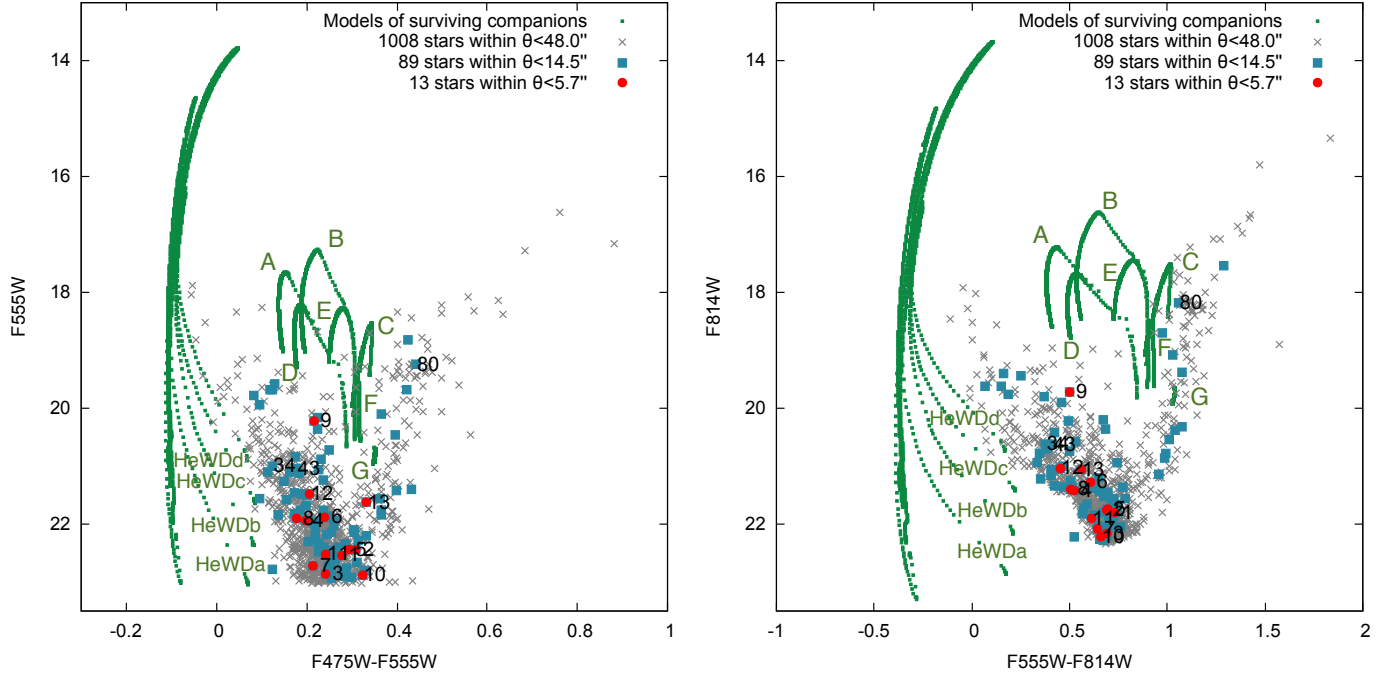 Models of surviving companions
1008 stars within θ<48.0"
89 stars within θ<14.5"
13 stars within θ<5.7"
14
16
18
20
22
F555W
-0.2
0
0.2
0.4
0.6
0.8
1
F475W-F555W
A
B
C
D
E
F
G
HeWDd
HeWDc
HeWDb
HeWDa
80
9
34
43
12
13
8
4
6
5
2
7
3
10
Models of surviving companions
1008 stars within θ<48.0"
89 stars within θ<14.5"
13 stars within θ<5.7"
14
16
18
20
22
F814W
-1
-0.5
0
0.5
1
1.5
2
F555W-F814W
A
B
C
D
E
F
G
HeWDd
HeWDc
HeWDb
HeWDa
80
9
34
43
12
13
6
8
4
7
10